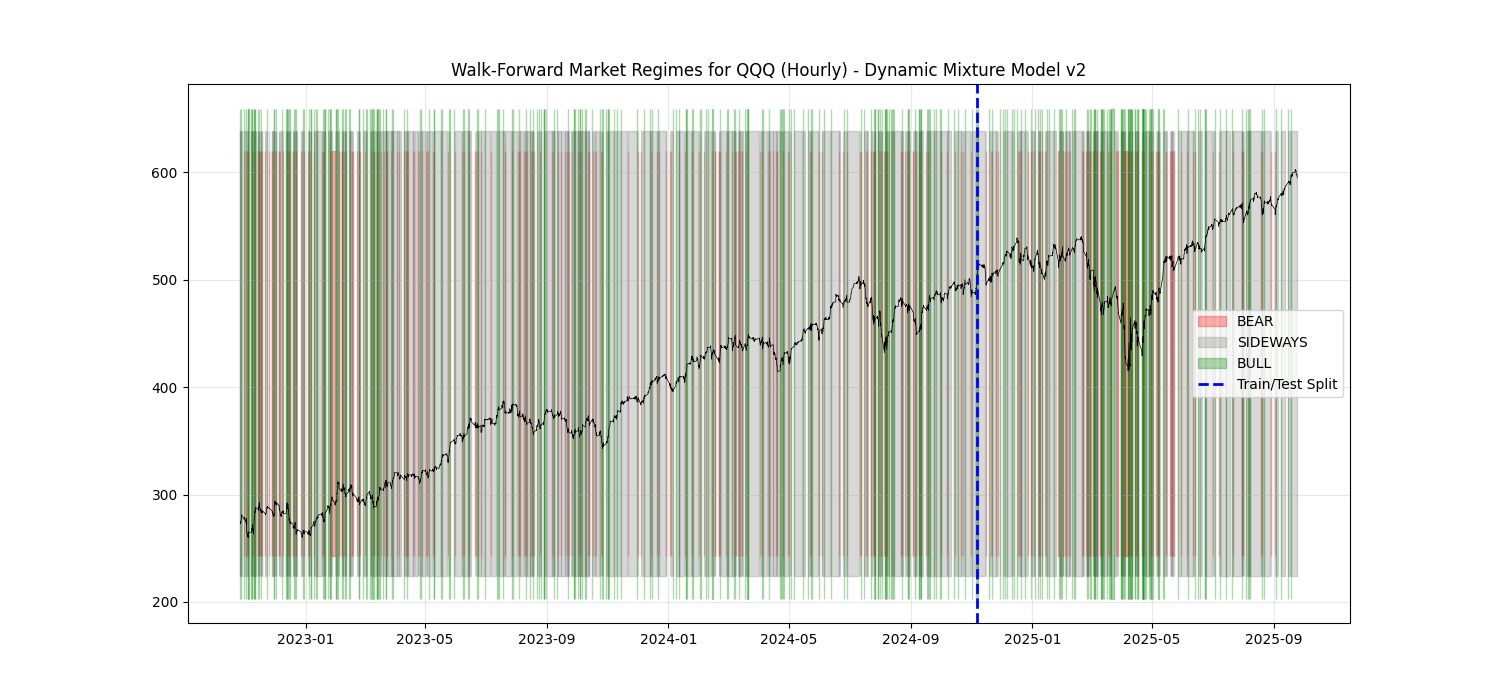 Walk-Forward Market Regimes for QQQ (Hourly) - Dynamic Mixture Model v2
600
500
400
300
200
BEAR
SIDEWAYS
BULL
Train/Test Split
2023-01
2023-05
2023-09
2024-01
2024-05
2024-09
2025-01
2025-05
2025-09